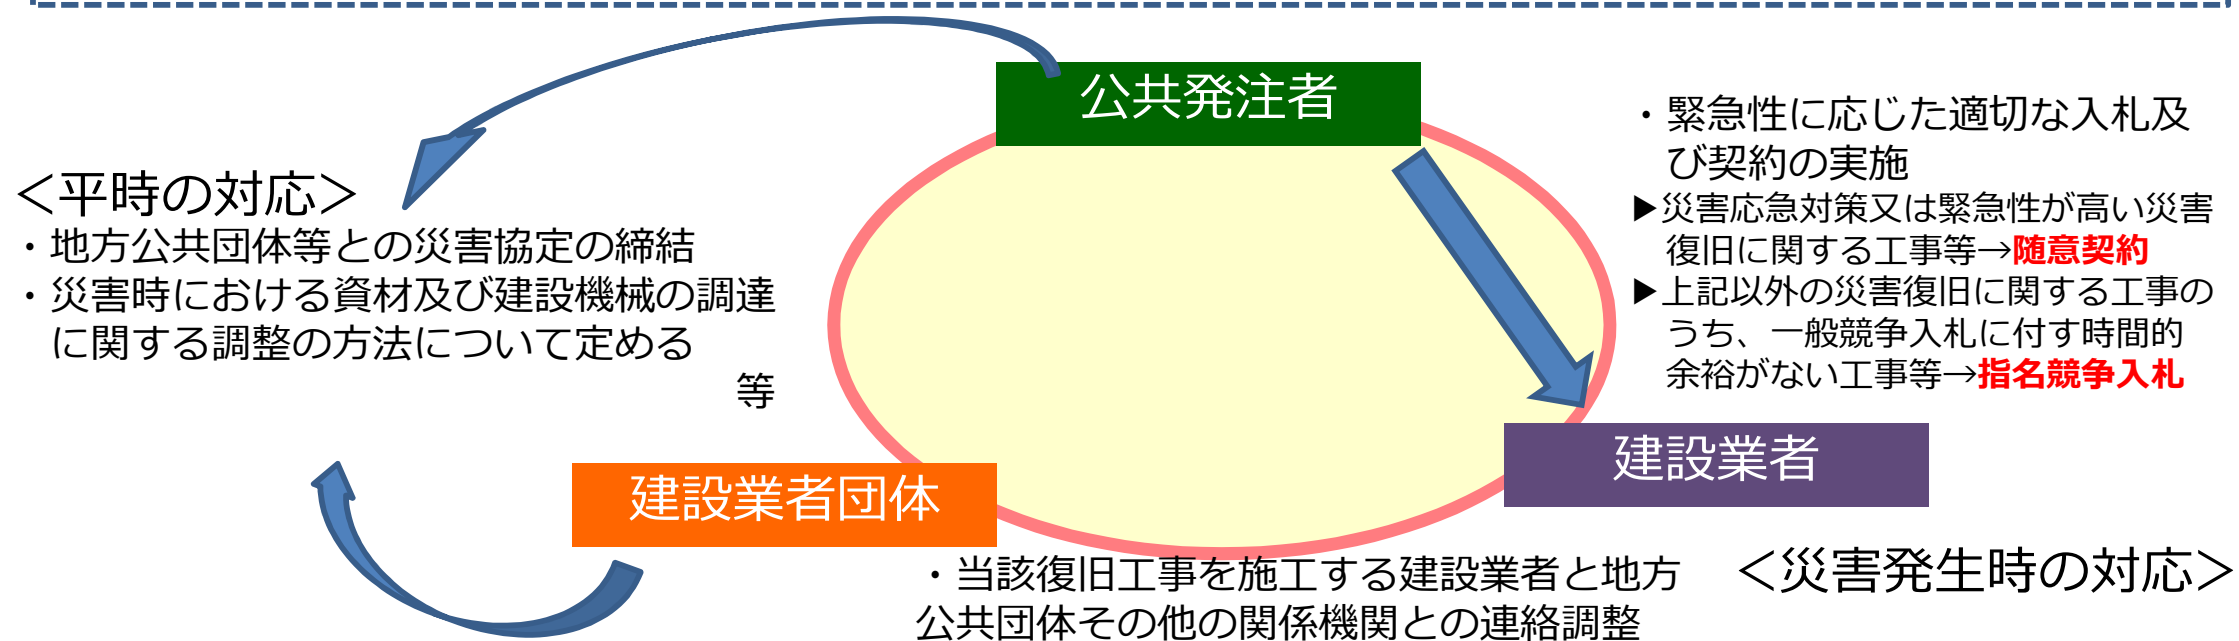 公共発注者
＜平時の対応＞
・地方公共団体等との災害協定の締結
・災害時における資材及び建設機械の調達
に関する調整の方法について定める
等
・緊急性に応じた適切な入札及
び契約の実施
▶災害応急対策又は緊急性が高い災害
復旧に関する工事等→随意契約
▶上記以外の災害復旧に関する工事の
うち、一般競争入札に付す時間的
余裕がない工事等→指名競争入札
建設業者
建設業者団体
＜災害発生時の対応＞
・当該復旧工事を施工する建設業者と地方
公共団体その他の関係機関との連絡調整